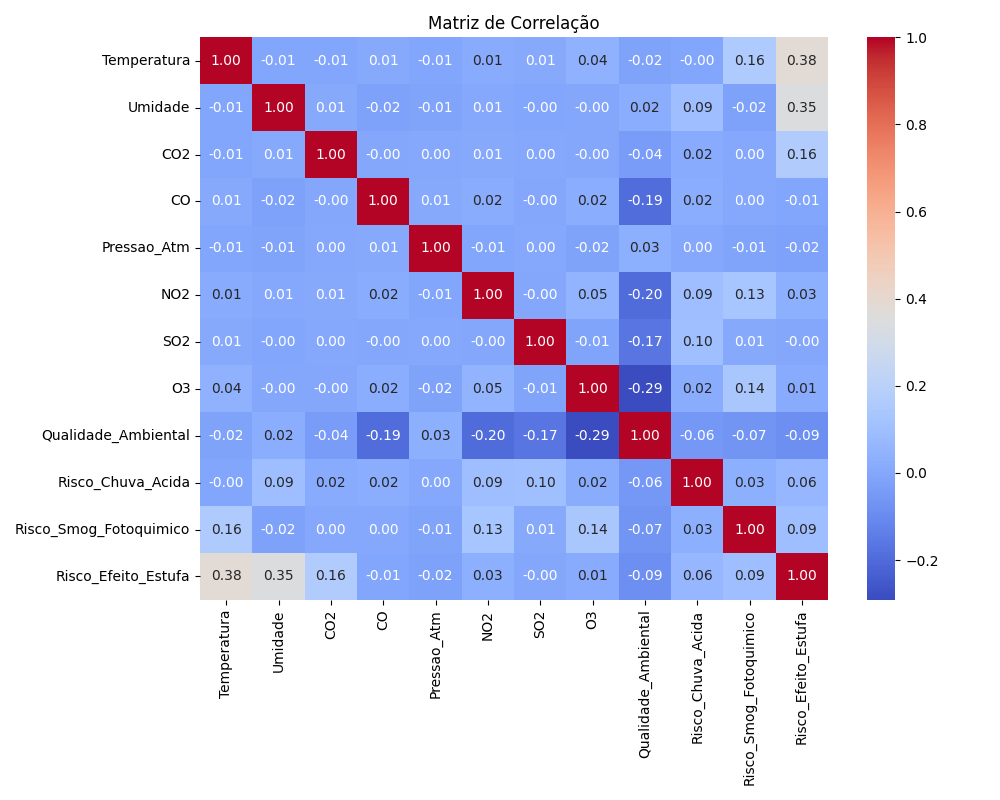 Matriz de Correlação
Temperatura 1.00 -0.01 -0.01 0.01 -0.01 0.01 0.01 0.04 -0.02 -0.00 0.16 0.38
Umidade -0.01 1.00 0.01 -0.02 -0.01 0.01 -0.00 -0.00 0.02 0.09 -0.02 0.35
CO2 -0.01 0.01 1.00 -0.00 0.00 0.01 0.00 -0.00 -0.04 0.02 0.00 0.16
CO 0.01 -0.02 -0.00 1.00 0.01 0.02 -0.00 0.02 -0.19 0.02 0.00 -0.01
Pressao_Atm -0.01 -0.01 0.00 0.01 1.00 -0.01 0.00 -0.02 0.03 0.00 -0.01 -0.02
NO2 0.01 0.01 0.01 0.02 -0.01 1.00 -0.00 0.05 -0.20 0.09 0.13 0.03
SO2 0.01 -0.00 0.00 -0.00 0.00 -0.00 1.00 -0.01 -0.17 0.10 0.01 -0.00
O3 0.04 -0.00 -0.00 0.02 -0.02 0.05 -0.01 1.00 -0.29 0.02 0.14 0.01
Qualidade_Ambiental -0.02 0.02 -0.04 -0.19 0.03 -0.20 -0.17 -0.29 1.00 -0.06 -0.07 -0.09
Risco_Chuva_Acida -0.00 0.09 0.02 0.02 0.00 0.09 0.10 0.02 -0.06 1.00 0.03 0.06
Risco_Smog_Fotoquimico 0.16 -0.02 0.00 0.00 -0.01 0.13 0.01 0.14 -0.07 0.03 1.00 0.09
Risco_Efeito_Estufa 0.38 0.35 0.16 -0.01 -0.02 0.03 -0.00 0.01 -0.09 0.06 0.09 1.00
Temperatura
Umidade
CO2
CO
Pressao_Atm
NO2
SO2
O3
Qualidade_Ambiental
Risco_Chuva_Acida
Risco_Smog_Fotoquimico
Risco_Efeito_Estufa
1.0
0.8
0.6
0.4
0.2
0.0
−0.2